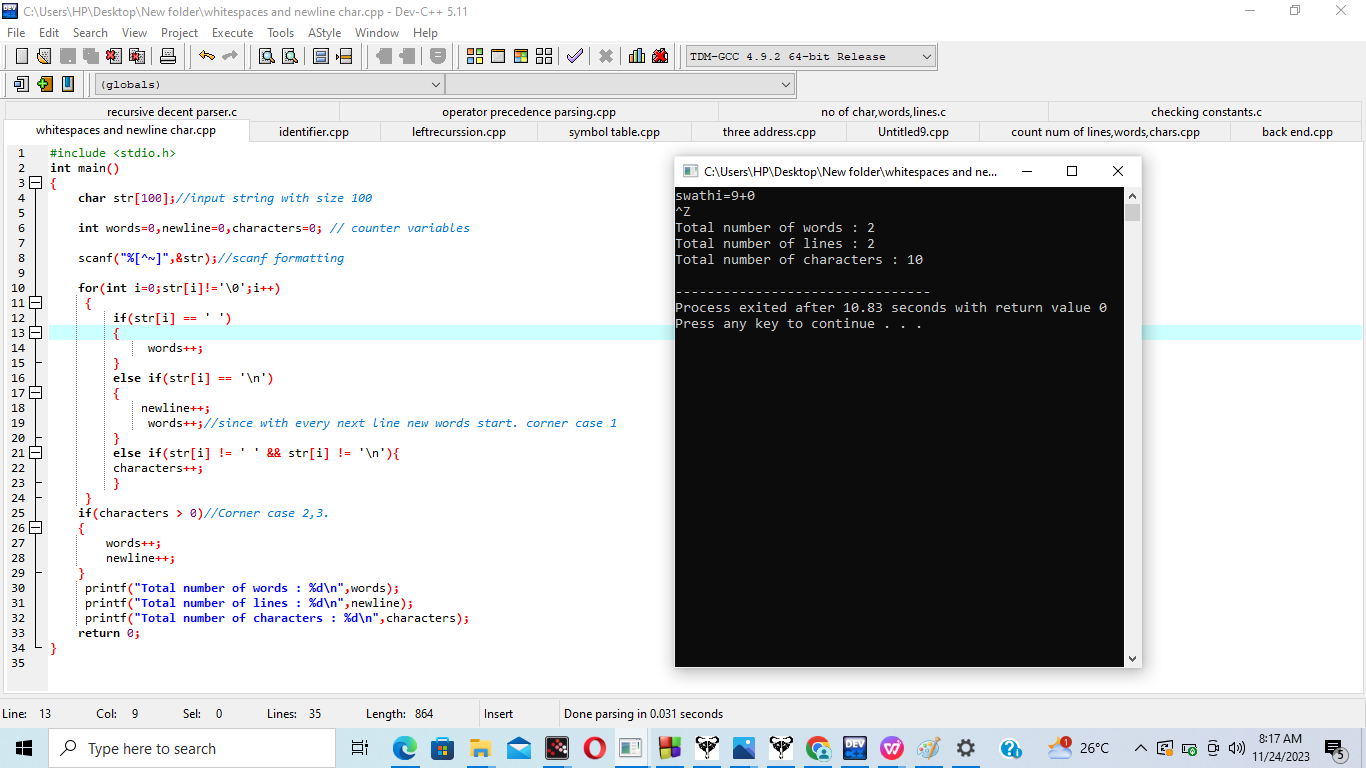 C:\Users\HP\Desktop\New folder\whitespaces and newline char.cpp - Dev-C++ 5.11
File Edit Search View Project Execute Tools AStyle Window Help
TDM-GCC 4.9.2 64-bit Release
(globals)
recursive decent parser.c operator precedence parsing.cpp no of char,words,lines.c checking constants.c
whitespaces and newline char.cpp identifier.cpp leftrecurssion.cpp symbol table.cpp three address.cpp Untitled9.cpp count num of lines,words,chars.cpp back end.cpp
1 #include <stdio.h>
2 int main()
3 {
4 char str[100];//input string with size 100
5
6 int words=0,newline=0,characters=0; // counter variables
7
8 scanf("%[^~]",&str);//scanf formatting
9
10 for(int i=0;str[i]!='\0';i++)
11 {
12 if(str[i] == ' ')
13 {
14 words++;
15 }
16 else if(str[i] == '\n')
17 {
18 newline++;
19 words++;//since with every next line new words start. corner case 1
20 }
21 else if(str[i] != ' ' && str[i] != '\n'){
22 characters++;
23 }
24 }
25 if(characters > 0)//Corner case 2,3.
26 {
27 words++;
28 newline++;
29 }
30 printf("Total number of words : %d\n",words);
31 printf("Total number of lines : %d\n",newline);
32 printf("Total number of characters : %d\n",characters);
33 return 0;
34 }
35
C:\Users\HP\Desktop\New folder\whitespaces and ne...
swathi=9+0
^Z
Total number of words : 2
Total number of lines : 2
Total number of characters : 10
--------------------------------
Process exited after 10.83 seconds with return value 0
Press any key to continue . . .
Line: 13 Col: 9 Sel: 0 Lines: 35 Length: 864 Insert Done parsing in 0.031 seconds
Type here to search
DEV
1
26°C
8:17 AM
11/24/2023
5